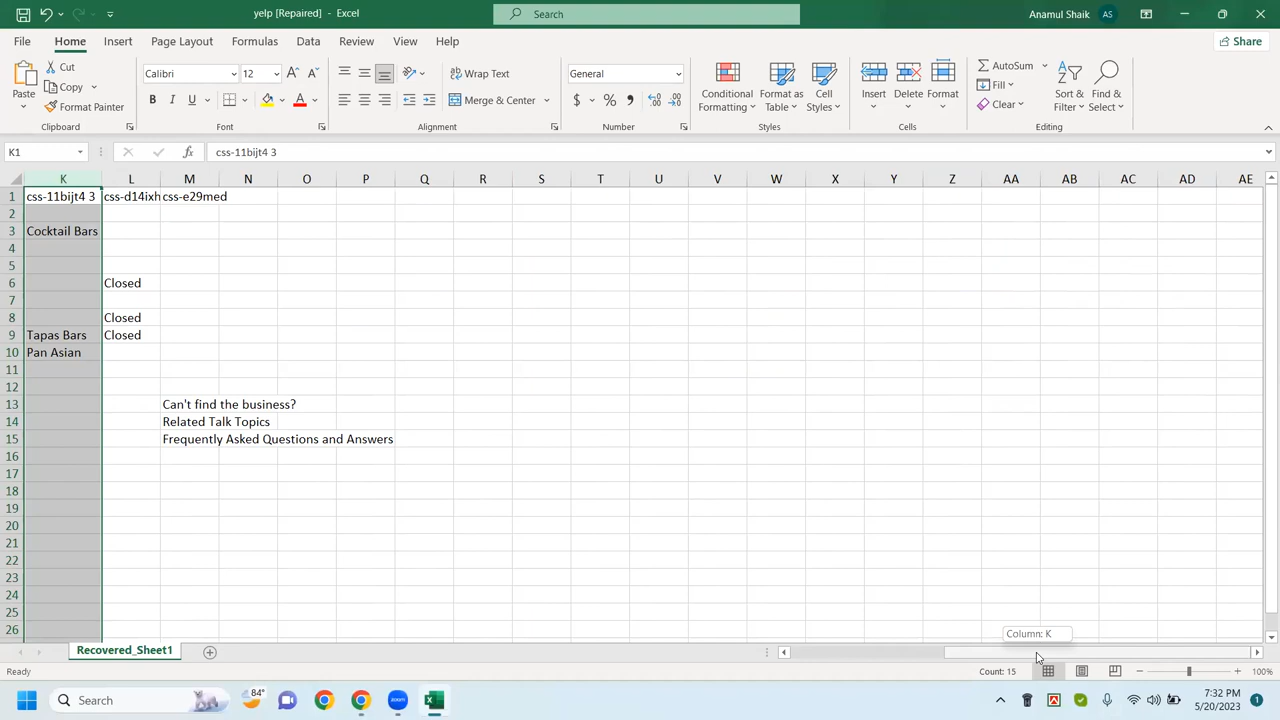 yelp [Repaired] - Excel
Search
Anamul Shaik
AS
File Home Insert Draw Page Layout Formulas Data Review View Help
Share
Paste
Cut
Copy
Format Painter
Clipboard
Calibri 12
B I U
Font
Wrap Text
Merge & Center
Alignment
General
$ % ,
Number
Conditional Formatting
Format as Table
Cell Styles
Styles
Insert
Delete
Format
Cells
AutoSum
Fill
Clear
Sort & Filter
Find & Select
Editing
K1
fx
css-11bijt4 3
K L M N O P Q R S T U V W X Y Z AA AB AC AD AE
1 css-11bijt4 3 css-d14ixh css-e29med
2
3 Cocktail Bars
4
5
6 Closed
7
8 Closed
9 Tapas Bars Closed
10 Pan Asian
11
12
13 Can't find the business?
14 Related Talk Topics
15 Frequently Asked Questions and Answers
16
17
18
19
20
21
22
23
24
25
26
Column: K
Recovered_Sheet1
Ready
Count: 15
100%
Search
84°
zoom
7:32 PM
5/20/2023
1